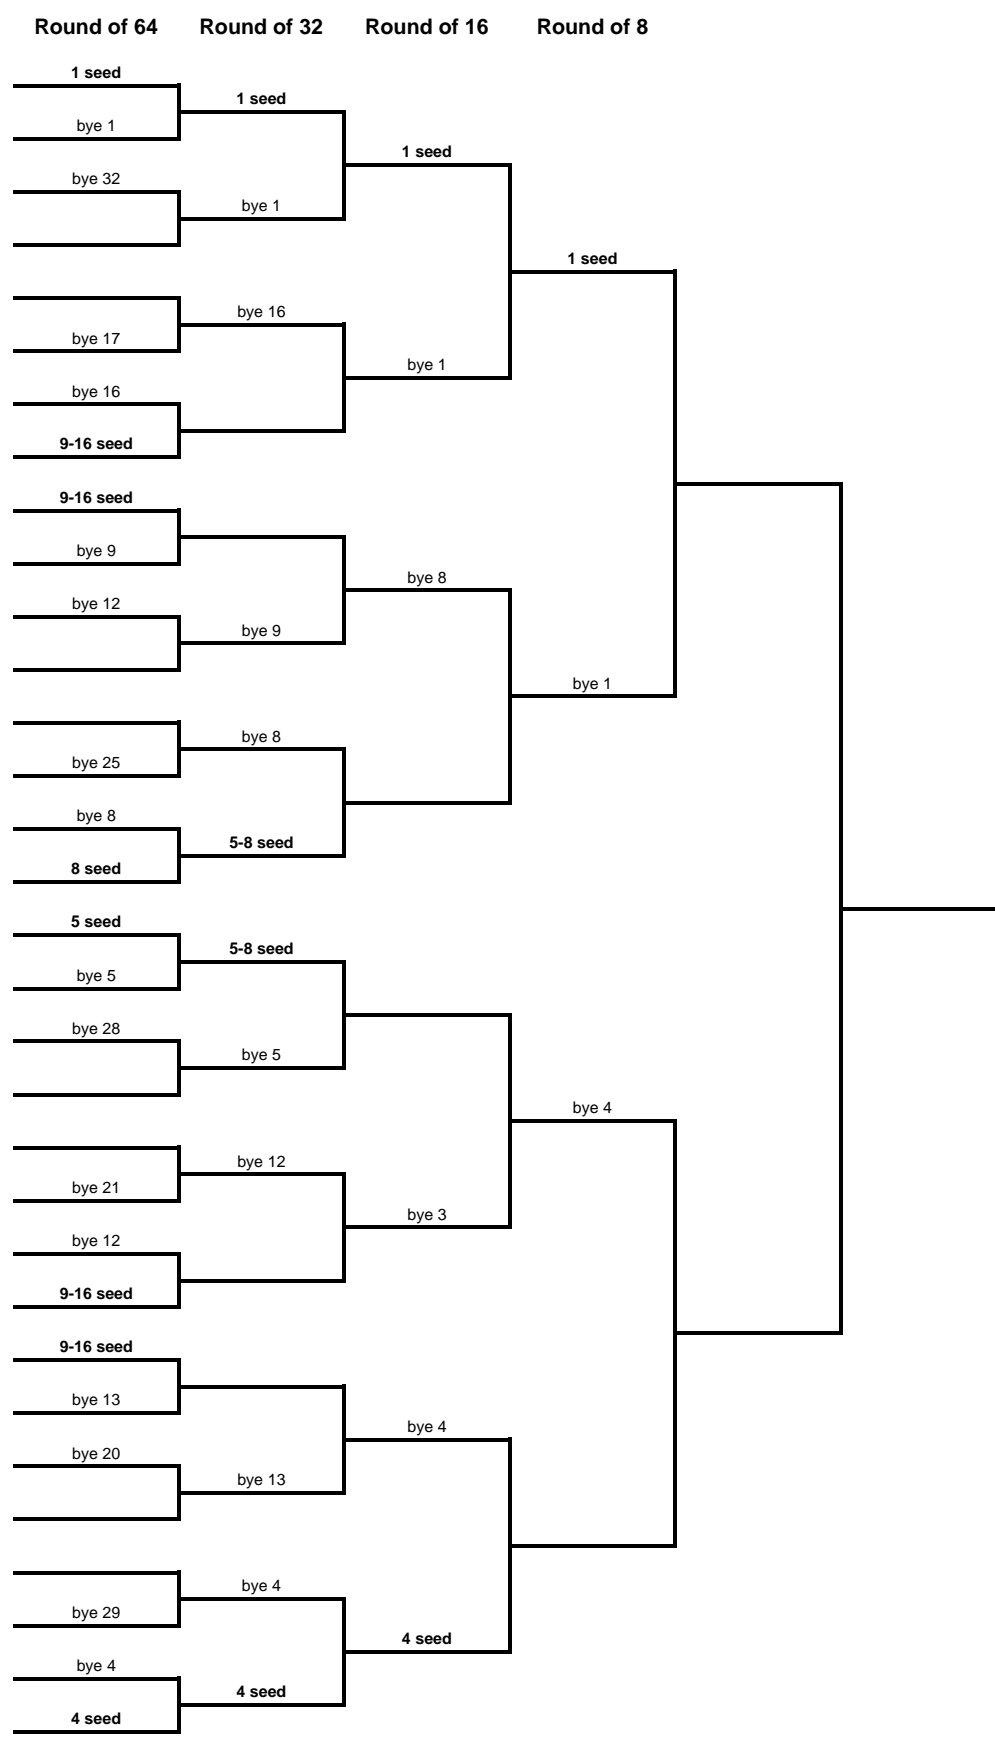 Round of 64 Round of 32 Round of 16 Round of 8
1 seed
1 seed
bye 1
1 seed
bye 32
bye 1
1 seed
bye 16
bye 17
bye 1
bye 16
9-16 seed
9-16 seed
bye 9
bye 8
bye 12
bye 9
bye 1
bye 8
bye 25
bye 8
5-8 seed
8 seed
5 seed
5-8 seed
bye 5
bye 28
bye 5
bye 4
bye 12
bye 21
bye 3
bye 12
9-16 seed
9-16 seed
bye 13
bye 4
bye 20
bye 13
bye 4
bye 29
4 seed
bye 4
4 seed
4 seed